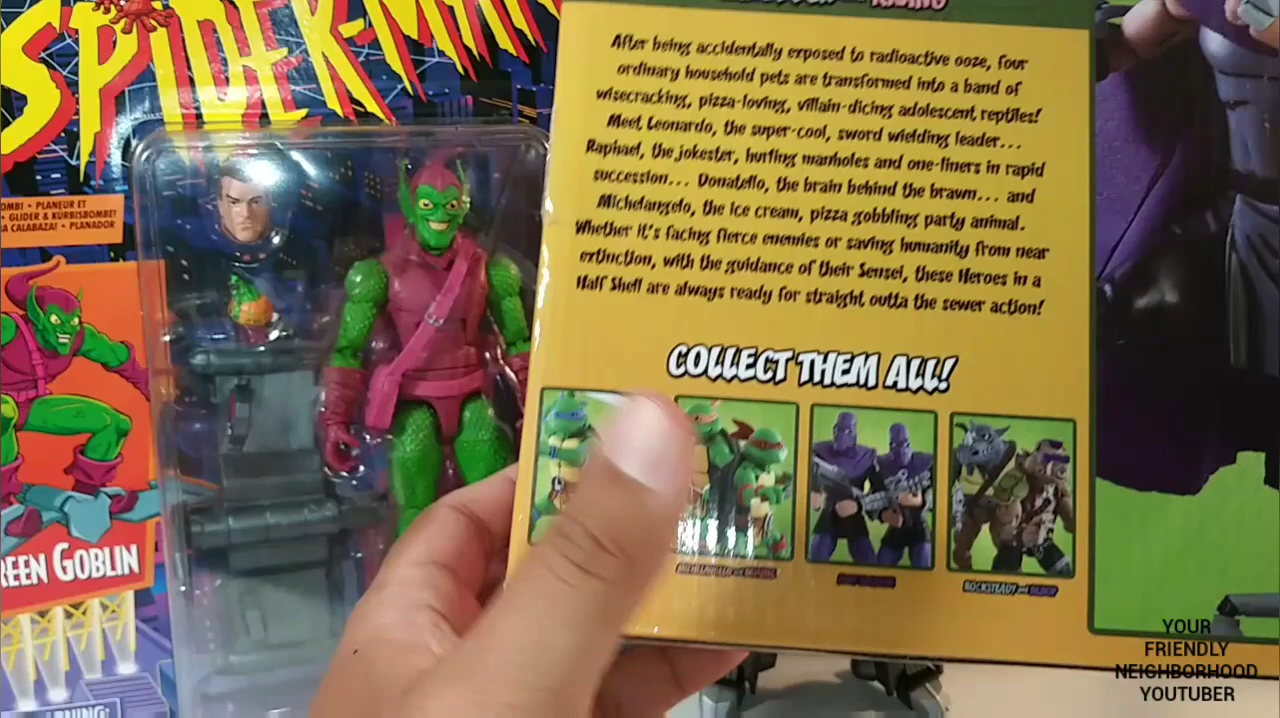 SPIDER-MAN
OMBI • PLANEUR ET
• GLIDER & KÜRBISBOMBE!
A CALABAZA! • PLANADOR
REEN GOBLIN
After being accidentally exposed to radioactive ooze, four
ordinary household pets are transformed into a band of
wisecracking, pizza-loving, villain-dicing adolescent reptiles!
Meet Leonardo, the super-cool, sword wielding leader...
Raphael, the jokester, hurling manholes and one-liners in rapid
succession... Donatello, the brain behind the brawn... and
Michelangelo, the ice cream, pizza gobbling party animal.
Whether it's facing fierce enemies or saving humanity from near
extinction, with the guidance of their Sensei, these Heroes in a
Half Shell are always ready for straight outta the sewer action!
COLLECT THEM ALL!
ROCKSTEADY and BEBOP
YOUR
FRIENDLY
NEIGHBORHOOD
YOUTUBER